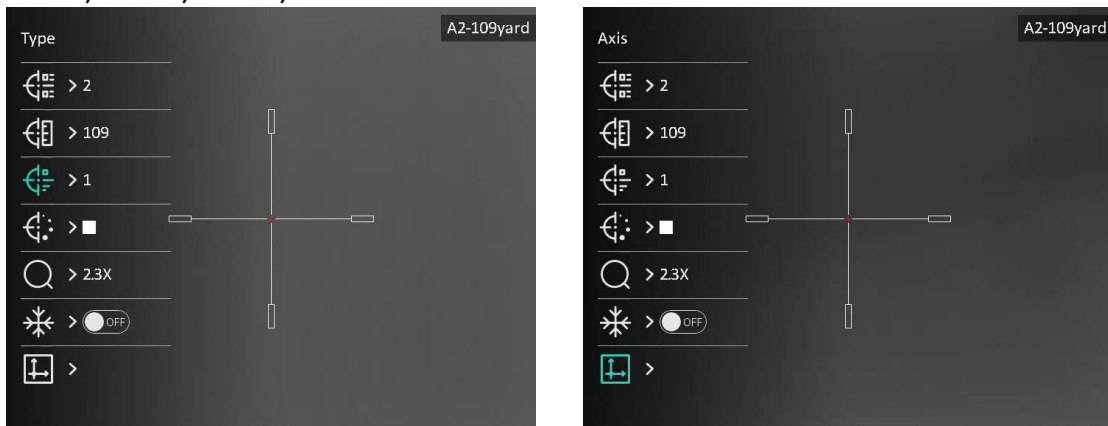 Type
A2-109yard
> 2
> 109
> 1
>
> 2.3X
> OFF
>
Axis
A2-109yard
> 2
> 109
> 1
>
> 2.3X
> OFF
>